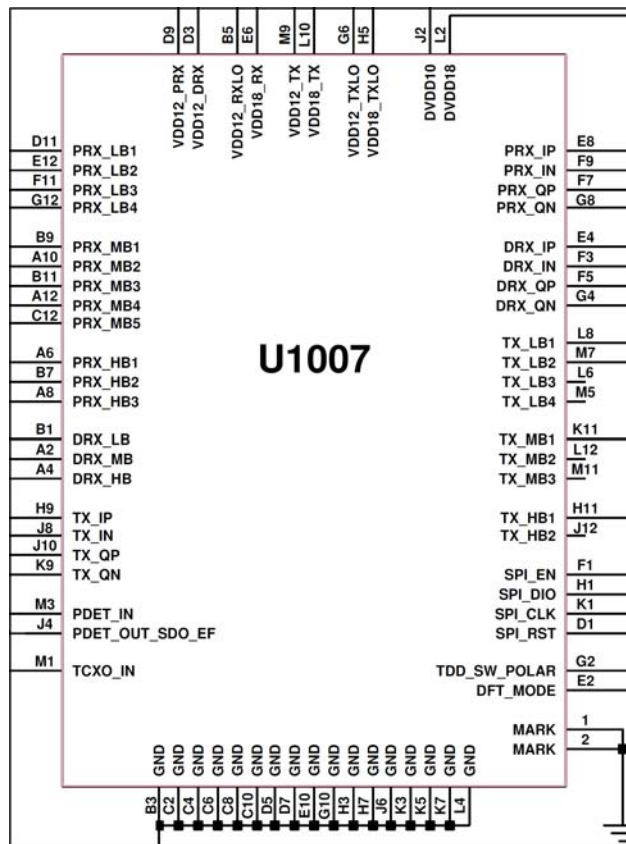 D9 D3 B5 E6 M9 L10 G6 H5 J2 L2
VDD12_PRX VDD12_DRX VDD12_RXLO VDD18_RX VDD12_TX VDD18_TX VDD12_TXLO VDD18_TXLO DVDD10 DVDD18
D11 PRX_LB1 PRX_IP E8
E12 PRX_LB2 PRX_IN F9
F11 PRX_LB3 PRX_QP F7
G12 PRX_LB4 PRX_QN G8
B9 PRX_MB1 DRX_IP E4
A10 PRX_MB2 DRX_IN F3
B11 PRX_MB3 DRX_QP F5
A12 PRX_MB4 DRX_QN G4
C12 PRX_MB5
TX_LB1 L8
A6 PRX_HB1 TX_LB2 M7
B7 PRX_HB2 TX_LB3 L6
A8 PRX_HB3 TX_LB4 M5
U1007
B1 DRX_LB TX_MB1 K11
A2 DRX_MB TX_MB2 L12
A4 DRX_HB TX_MB3 M11
H9 TX_IP TX_HB1 H11
J8 TX_IN TX_HB2 J12
J10 TX_QP
K9 TX_QN SPI_EN F1
SPI_DIO H1
M3 PDET_IN SPI_CLK K1
J4 PDET_OUT_SDO_EF SPI_RST D1
M1 TCXO_IN TDD_SW_POLAR G2
DFT_MODE E2
MARK 1
MARK 2
GND GND GND GND GND GND GND GND GND GND GND GND GND GND GND GND GND
B3 C2 C4 C6 C8 C10 D5 D7 E10 G10 H3 H7 J6 K3 K5 K7 L4